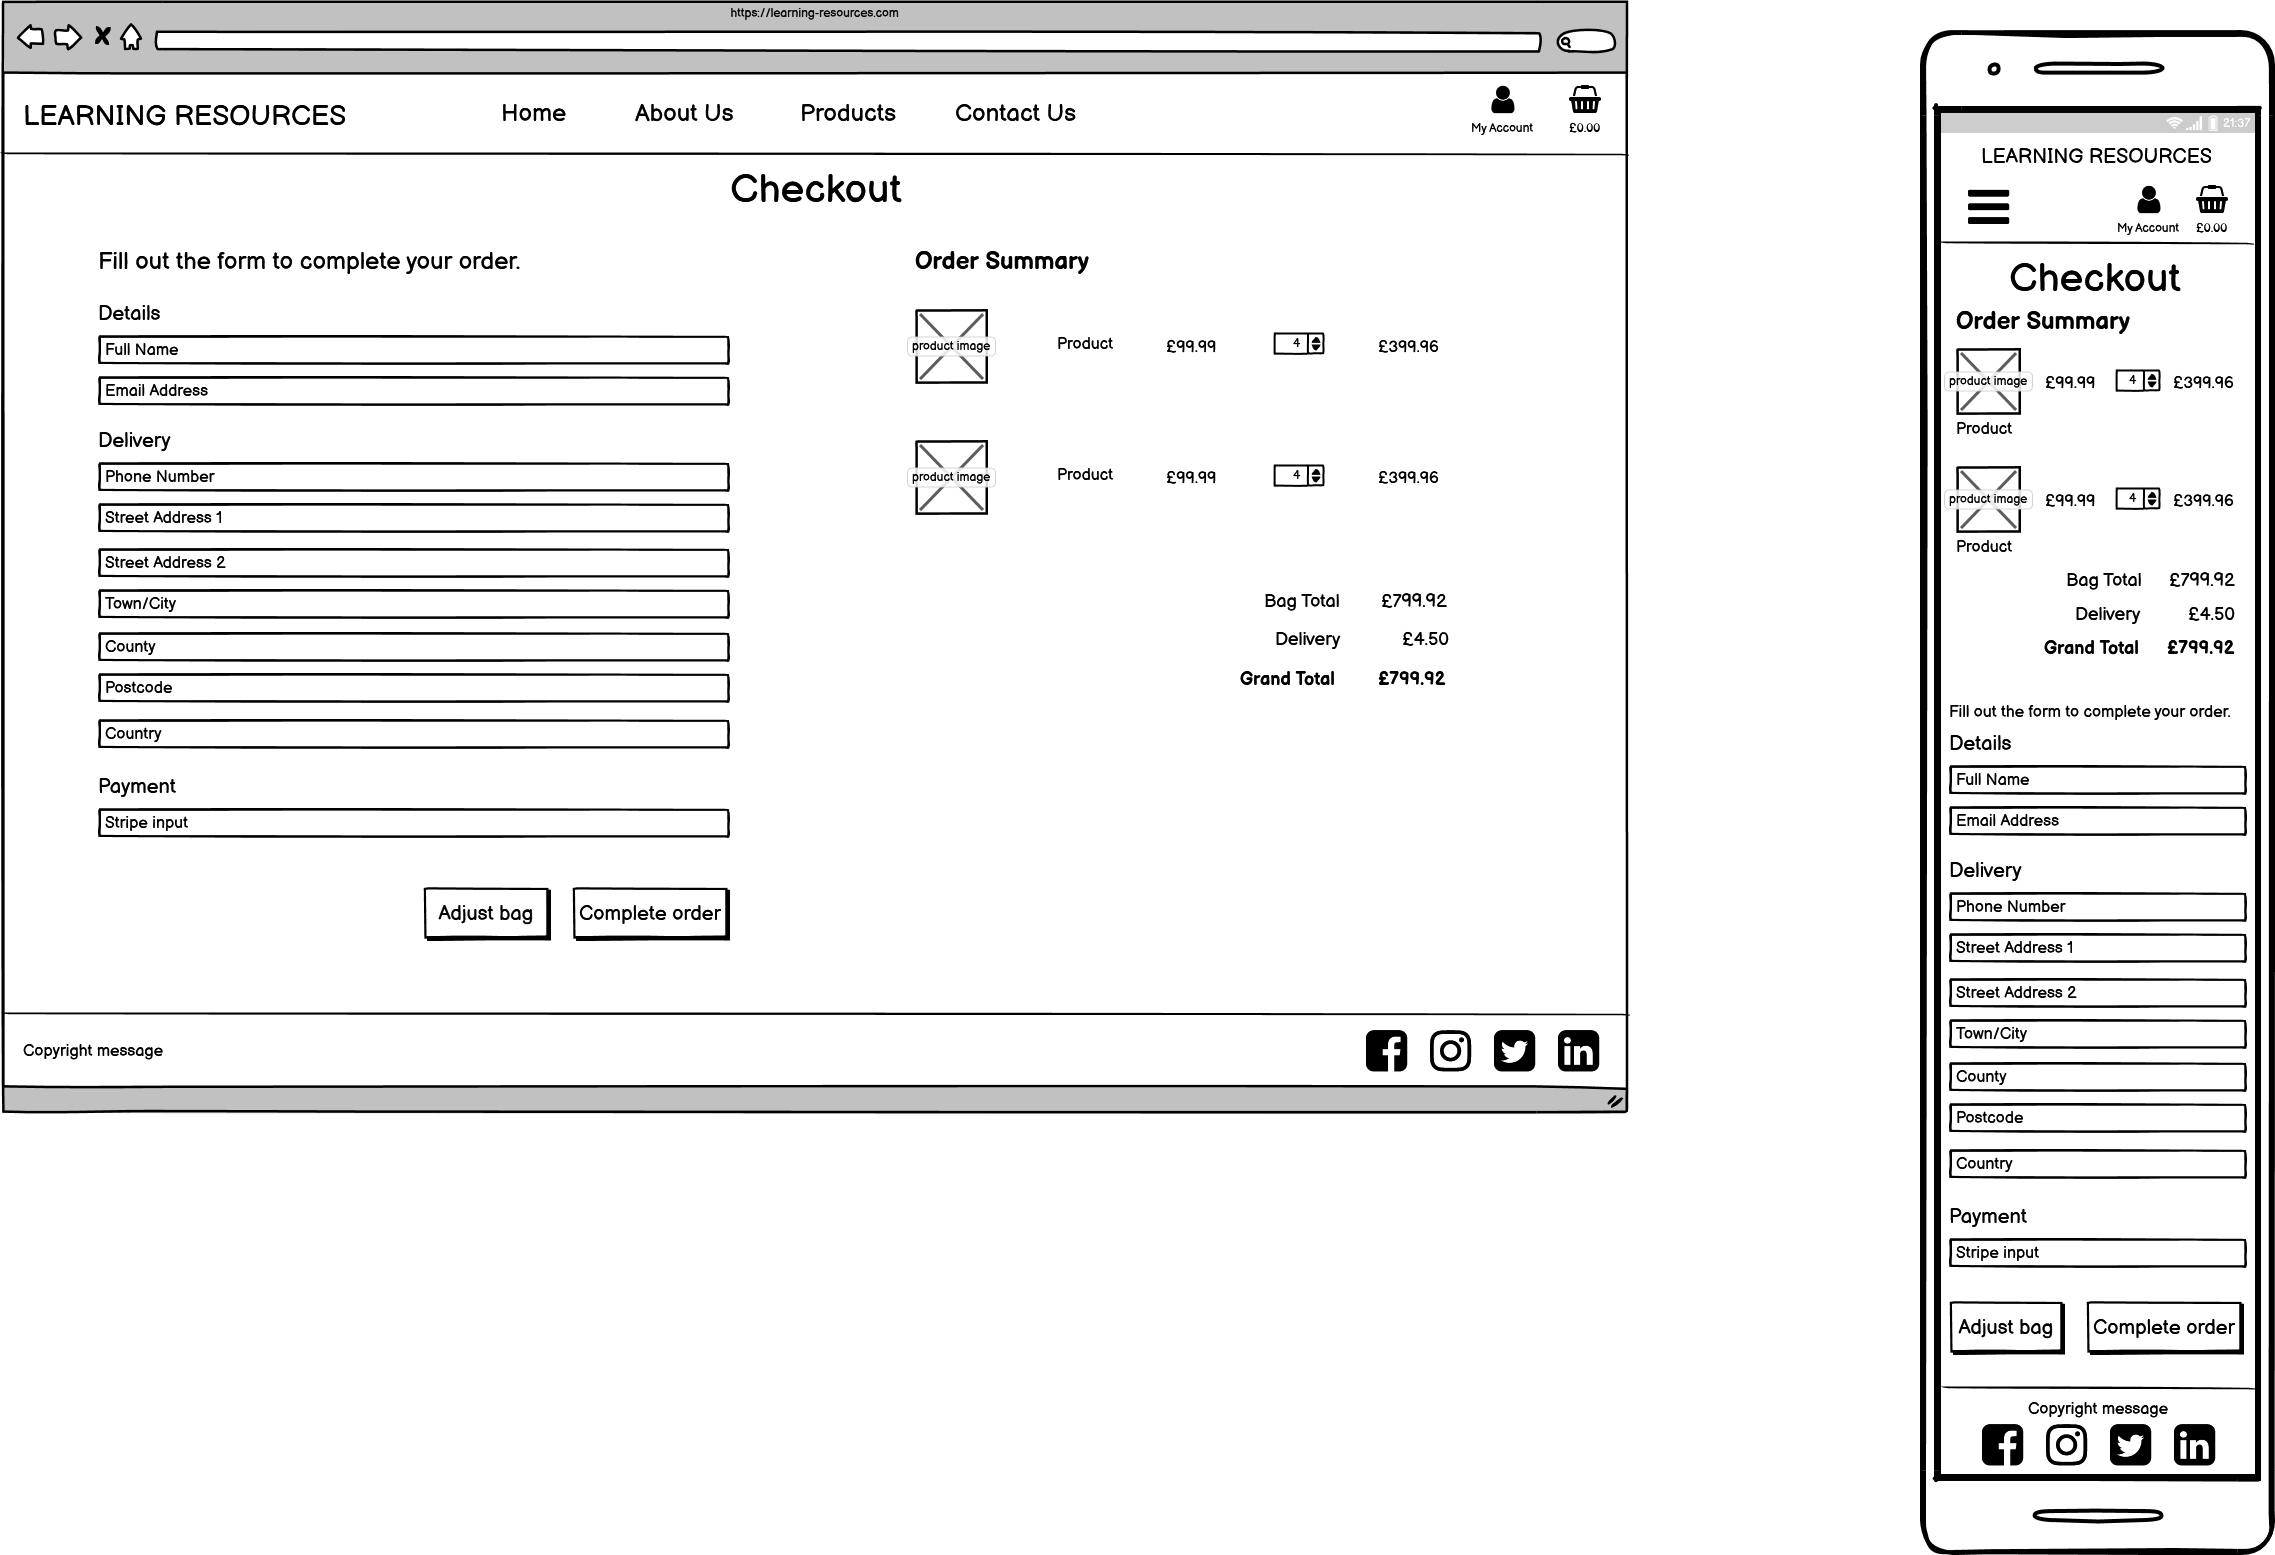 https://learning-resources.com
LEARNING RESOURCES Home About Us Products Contact Us My Account £0.00
Checkout
Fill out the form to complete your order.
Details
Full Name
Email Address
Delivery
Phone Number
Street Address 1
Street Address 2
Town/City
County
Postcode
Country
Payment
Stripe input
Adjust bag Complete order
Order Summary
product image Product £99.99 4 £399.96
product image Product £99.99 4 £399.96
Bag Total £799.92
Delivery £4.50
Grand Total £799.92
Copyright message
21:37
LEARNING RESOURCES
My Account £0.00
Checkout
Order Summary
product image £99.99 4 £399.96
Product
product image £99.99 4 £399.96
Product
Bag Total £799.92
Delivery £4.50
Grand Total £799.92
Fill out the form to complete your order.
Details
Full Name
Email Address
Delivery
Phone Number
Street Address 1
Street Address 2
Town/City
County
Postcode
Country
Payment
Stripe input
Adjust bag Complete order
Copyright message